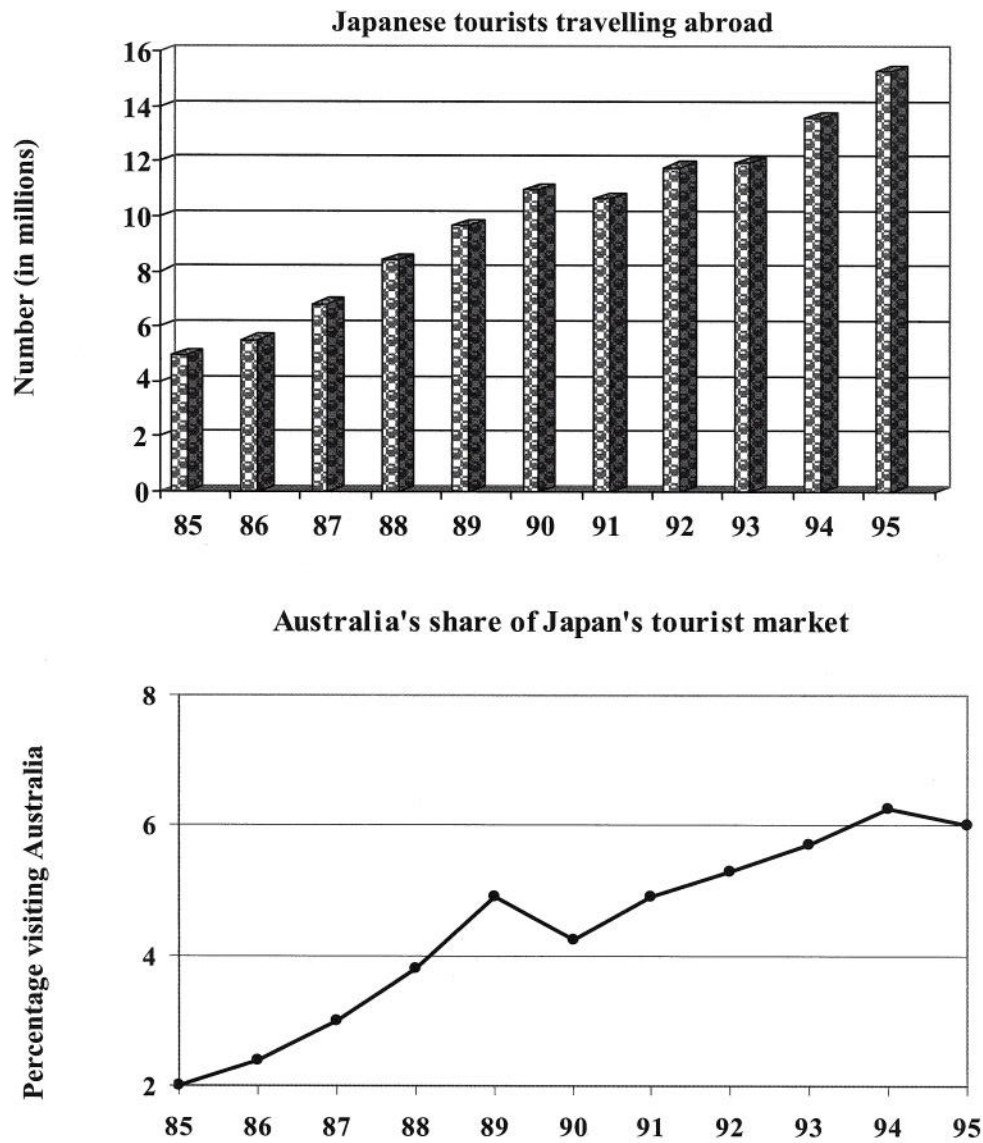 Japanese tourists travelling abroad
Number (in millions)
16
14
12
10
8
6
4
2
0
85 86 87 88 89 90 91 92 93 94 95
Australia's share of Japan's tourist market
Percentage visiting Australia
8
6
4
2
85 86 87 88 89 90 91 92 93 94 95